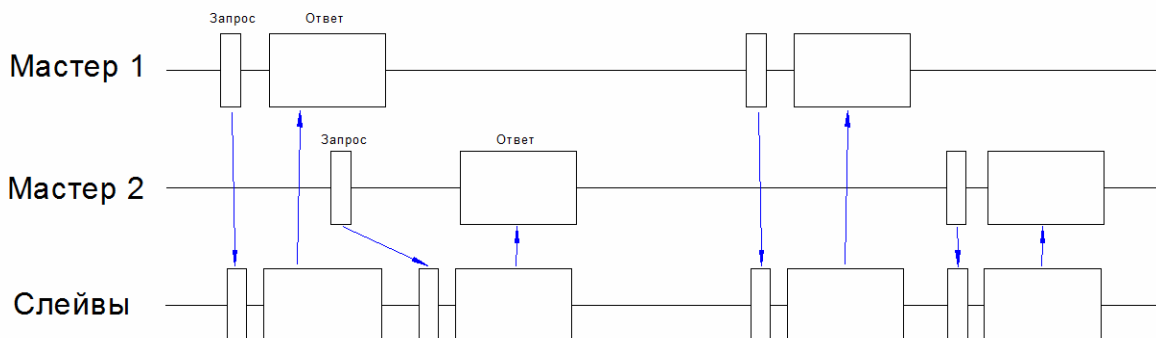 Запрос Ответ
Мастер 1
Запрос Ответ
Мастер 2
Слейвы